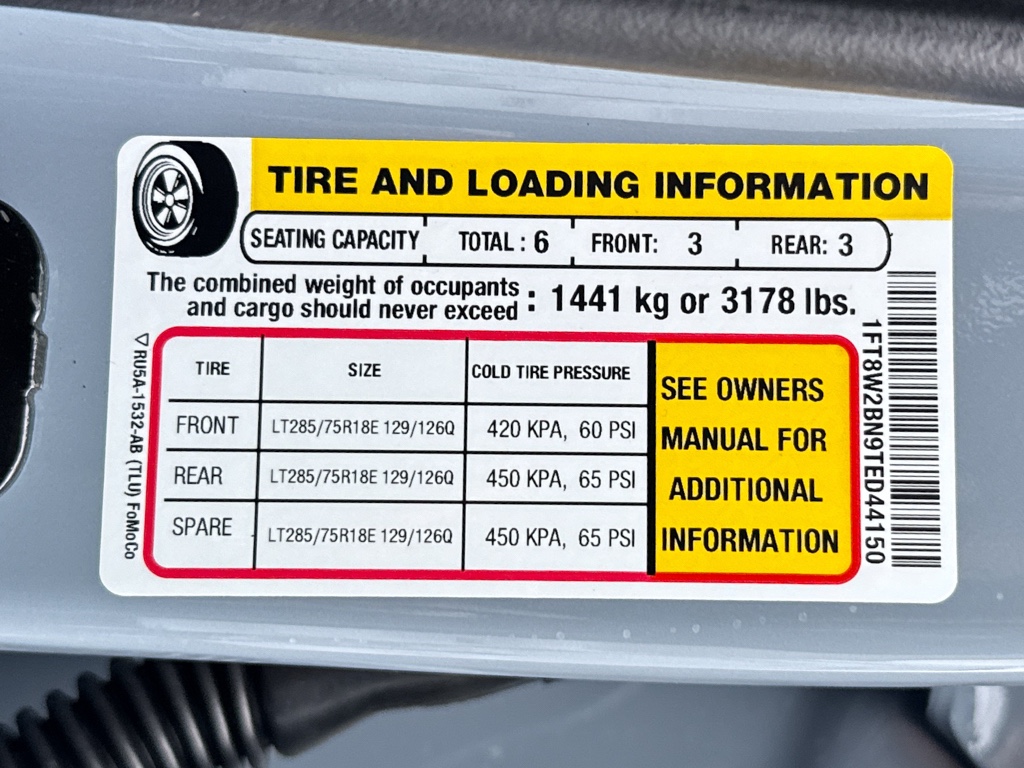 TIRE AND LOADING INFORMATION
SEATING CAPACITY TOTAL : 6 FRONT: 3 REAR: 3
The combined weight of occupants
and cargo should never exceed : 1441 kg or 3178 lbs.
TIRE SIZE COLD TIRE PRESSURE
FRONT LT285/75R18E 129/126Q 420 KPA, 60 PSI
REAR LT285/75R18E 129/126Q 450 KPA, 65 PSI
SPARE LT285/75R18E 129/126Q 450 KPA, 65 PSI
SEE OWNERS
MANUAL FOR
ADDITIONAL
INFORMATION
▽RU5A-1532-AB (TLU) FoMoCo
1FT8W2BN9TED44150